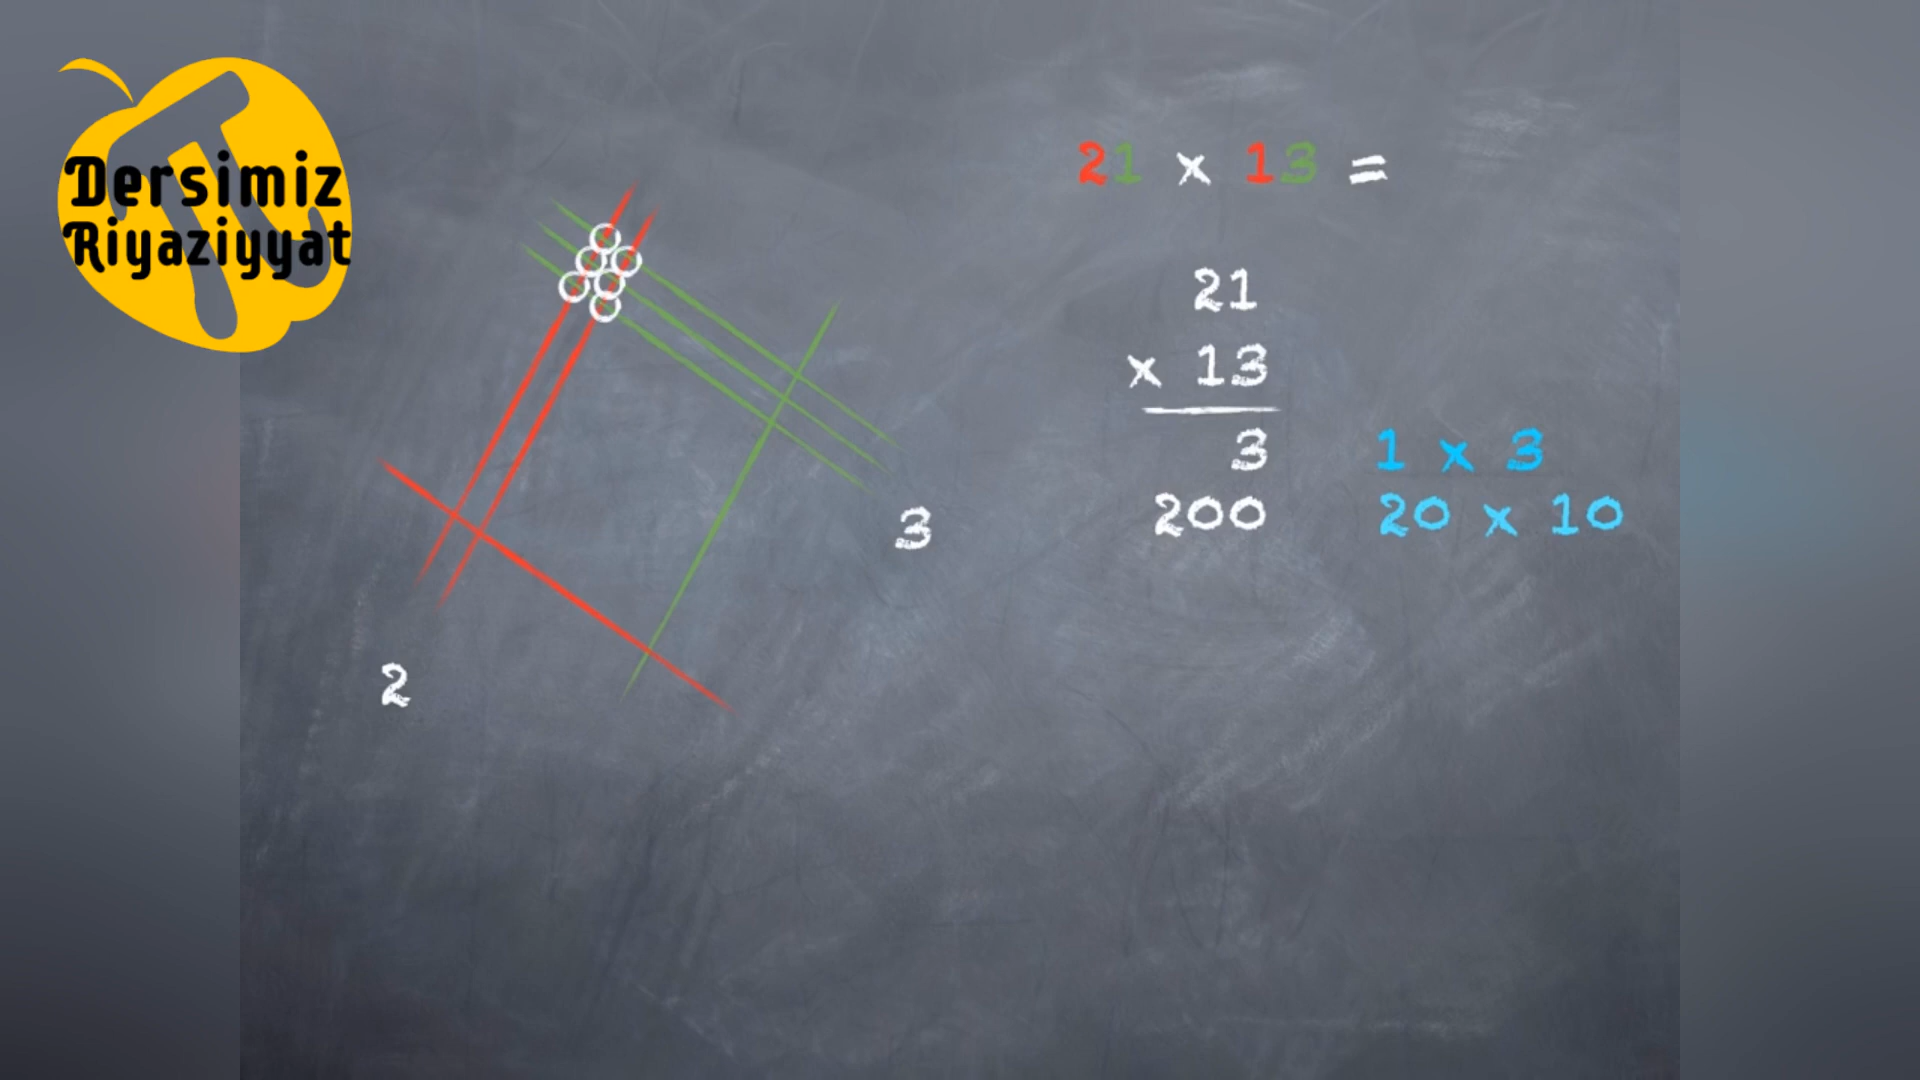 Dersimiz
Riyaziyyat
21 x 13 =
21
x 13
3 1 x 3
200 20 x 10
3
2